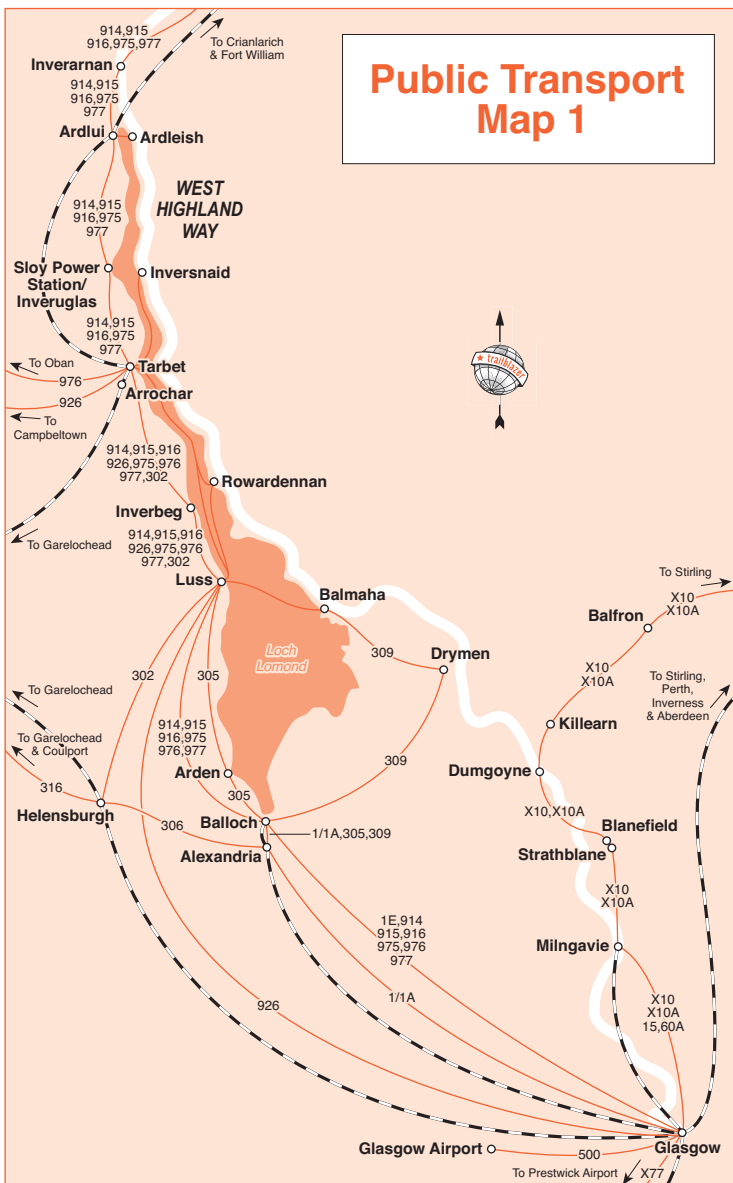 Public Transport
Map 1
914,915
916,975,977
To Crianlarich
& Fort William
Inverarnan
914,915
916,975
977
Ardlui
Ardleish
WEST
HIGHLAND
WAY
914,915
916,975
977
Sloy Power
Station/
Inveruglas
Inversnaid
914,915
916,975
977
trailblazer
To Oban
Tarbet
976
Arrochar
926
To
Campbeltown
914,915,916
926,975,976
977,302
Rowardennan
Inverbeg
914,915,916
926,975,976
977,302
To Garelochead
Luss
Balmaha
To Stirling
X10
X10A
Balfron
Loch
Lomond
309
Drymen
302
305
X10
X10A
To Stirling,
Perth,
Inverness
& Aberdeen
To Garelochead
914,915
916,975
976,977
To Garelochead
& Coulport
Killearn
309
Arden
Dumgoyne
316
305
Helensburgh
X10,X10A
306
Balloch
1/1A,305,309
Blanefield
Alexandria
Strathblane
X10
X10A
1E,914
915,916
975,976
977
Milngavie
1/1A
926
X10
X10A
15,60A
Glasgow Airport
500
Glasgow
To Prestwick Airport
X77